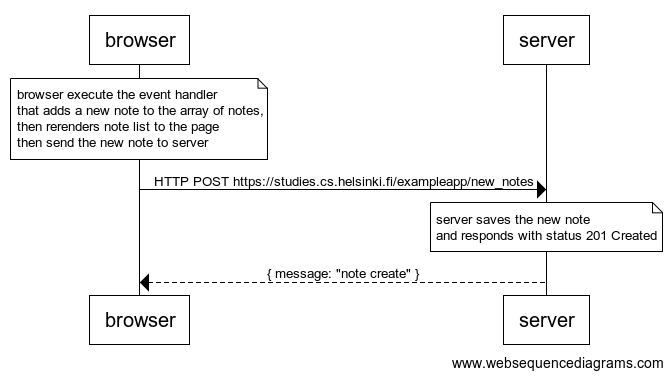 browser
server
browser execute the event handler
that adds a new note to the array of notes,
then rerenders note list to the page
then send the new note to server
HTTP POST https://studies.cs.helsinki.fi/exampleapp/new_notes
server saves the new note
and responds with status 201 Created
{ message: "note create" }
browser
server
www.websequencediagrams.com